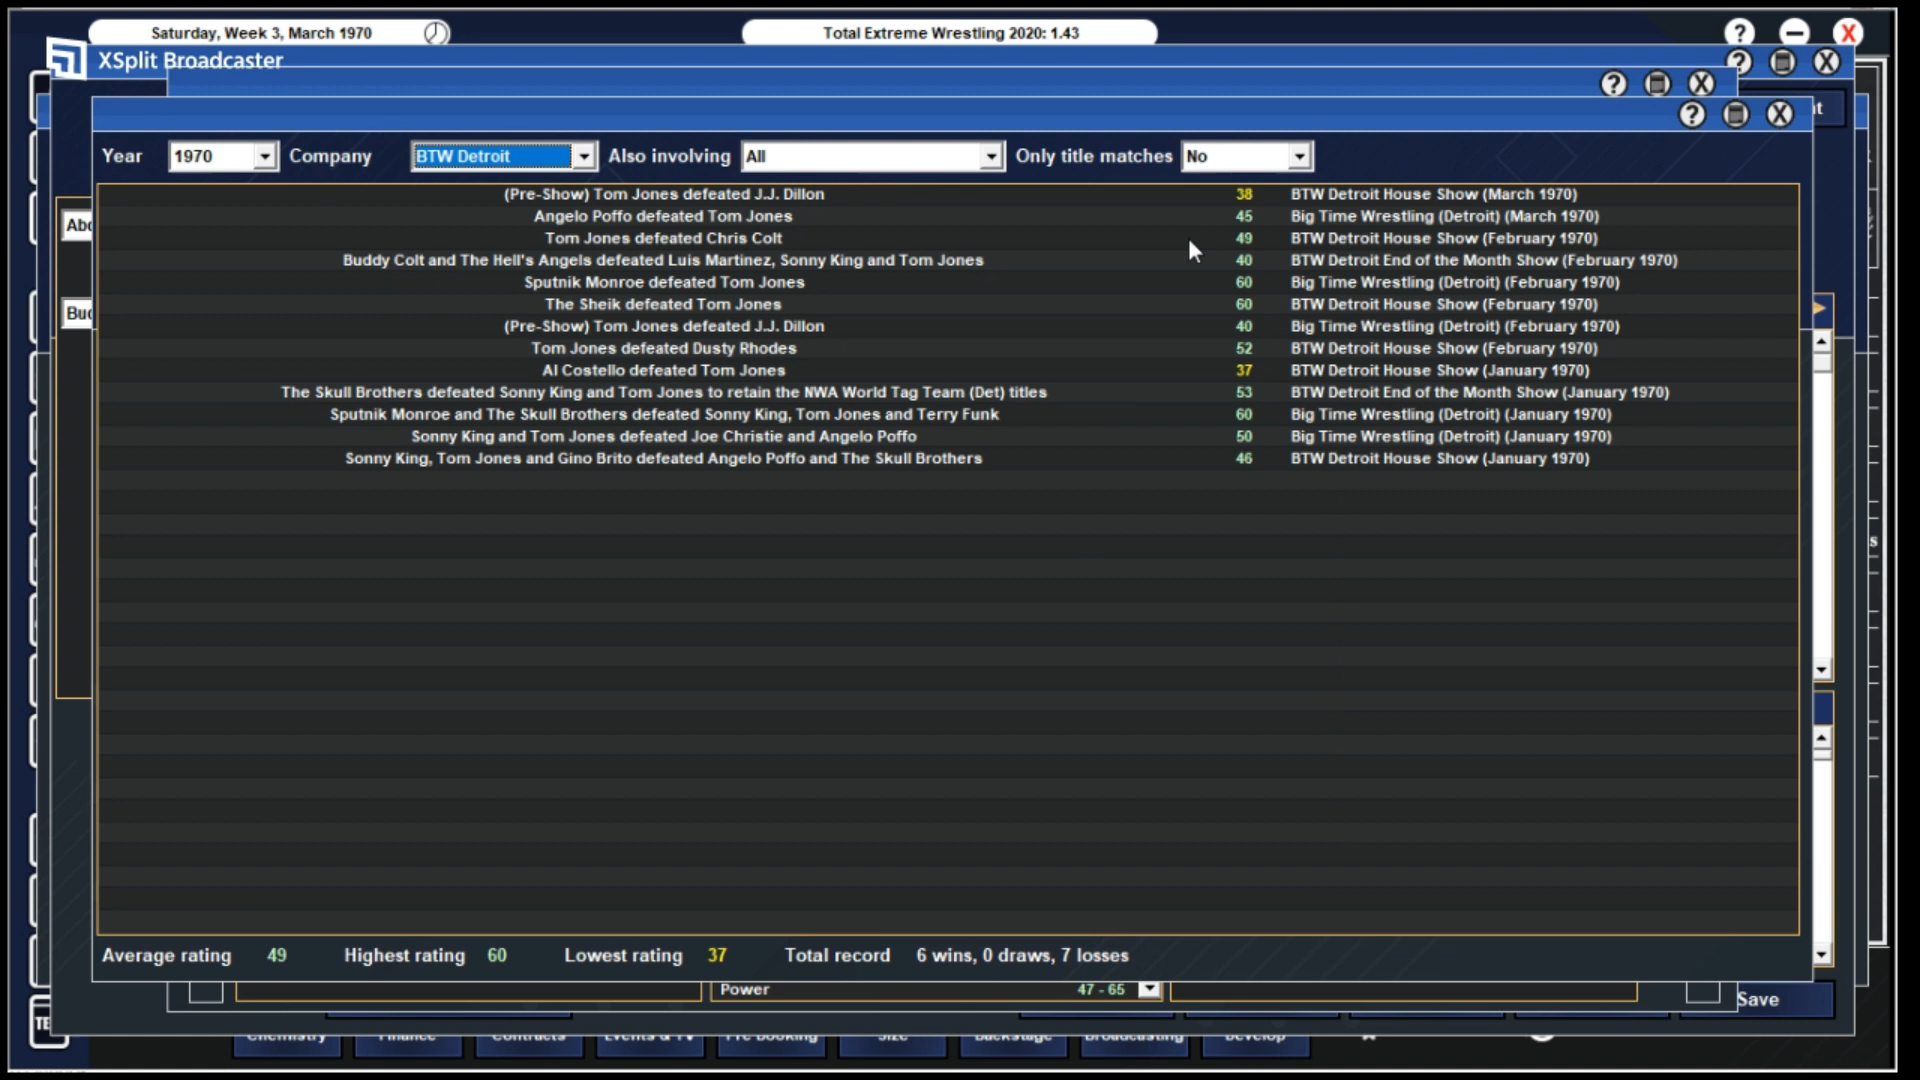 Saturday, Week 3, March 1970
Total Extreme Wrestling 2020: 1.43
? X
XSplit Broadcaster
? X
? X
? X
Year 1970 Company BTW Detroit Also involving All Only title matches No
(Pre-Show) Tom Jones defeated J.J. Dillon 38 BTW Detroit House Show (March 1970)
Angelo Poffo defeated Tom Jones 45 Big Time Wrestling (Detroit) (March 1970)
Tom Jones defeated Chris Colt 49 BTW Detroit House Show (February 1970)
Buddy Colt and The Hell's Angels defeated Luis Martinez, Sonny King and Tom Jones 40 BTW Detroit End of the Month Show (February 1970)
Sputnik Monroe defeated Tom Jones 60 Big Time Wrestling (Detroit) (February 1970)
The Sheik defeated Tom Jones 60 BTW Detroit House Show (February 1970)
(Pre-Show) Tom Jones defeated J.J. Dillon 40 Big Time Wrestling (Detroit) (February 1970)
Tom Jones defeated Dusty Rhodes 52 BTW Detroit House Show (February 1970)
Al Costello defeated Tom Jones 37 BTW Detroit House Show (January 1970)
The Skull Brothers defeated Sonny King and Tom Jones to retain the NWA World Tag Team (Det) titles 53 BTW Detroit End of the Month Show (January 1970)
Sputnik Monroe and The Skull Brothers defeated Sonny King, Tom Jones and Terry Funk 60 Big Time Wrestling (Detroit) (January 1970)
Sonny King and Tom Jones defeated Joe Christie and Angelo Poffo 50 Big Time Wrestling (Detroit) (January 1970)
Sonny King, Tom Jones and Gino Brito defeated Angelo Poffo and The Skull Brothers 46 BTW Detroit House Show (January 1970)
Average rating 49 Highest rating 60 Lowest rating 37 Total record 6 wins, 0 draws, 7 losses
Power 47 - 65
Save
Chemistry Finance Contracts Events & TV Pre Booking Size Backstage Broadcasting Develop